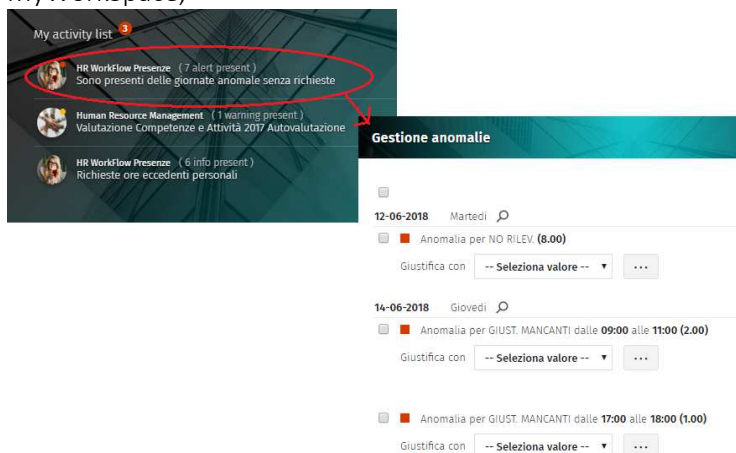 MyWorkspace)
My activity list 3
HR WorkFlow Presenze ( 7 alert present )
Sono presenti delle giornate anomale senza richieste
Human Resource Management ( 1 warning present )
Valutazione Competenze e Attività 2017 Autovalutazione
HR WorkFlow Presenze ( 6 info present )
Richieste ore eccedenti personali
Gestione anomalie
12-06-2018 Martedi
Anomalia per NO RILEV. (8.00)
Giustifica con -- Seleziona valore -- ...
14-06-2018 Giovedi
Anomalia per GIUST. MANCANTI dalle 09:00 alle 11:00 (2.00)
Giustifica con -- Seleziona valore -- ...
Anomalia per GIUST. MANCANTI dalle 17:00 alle 18:00 (1.00)
Giustifica con -- Seleziona valore -- ...